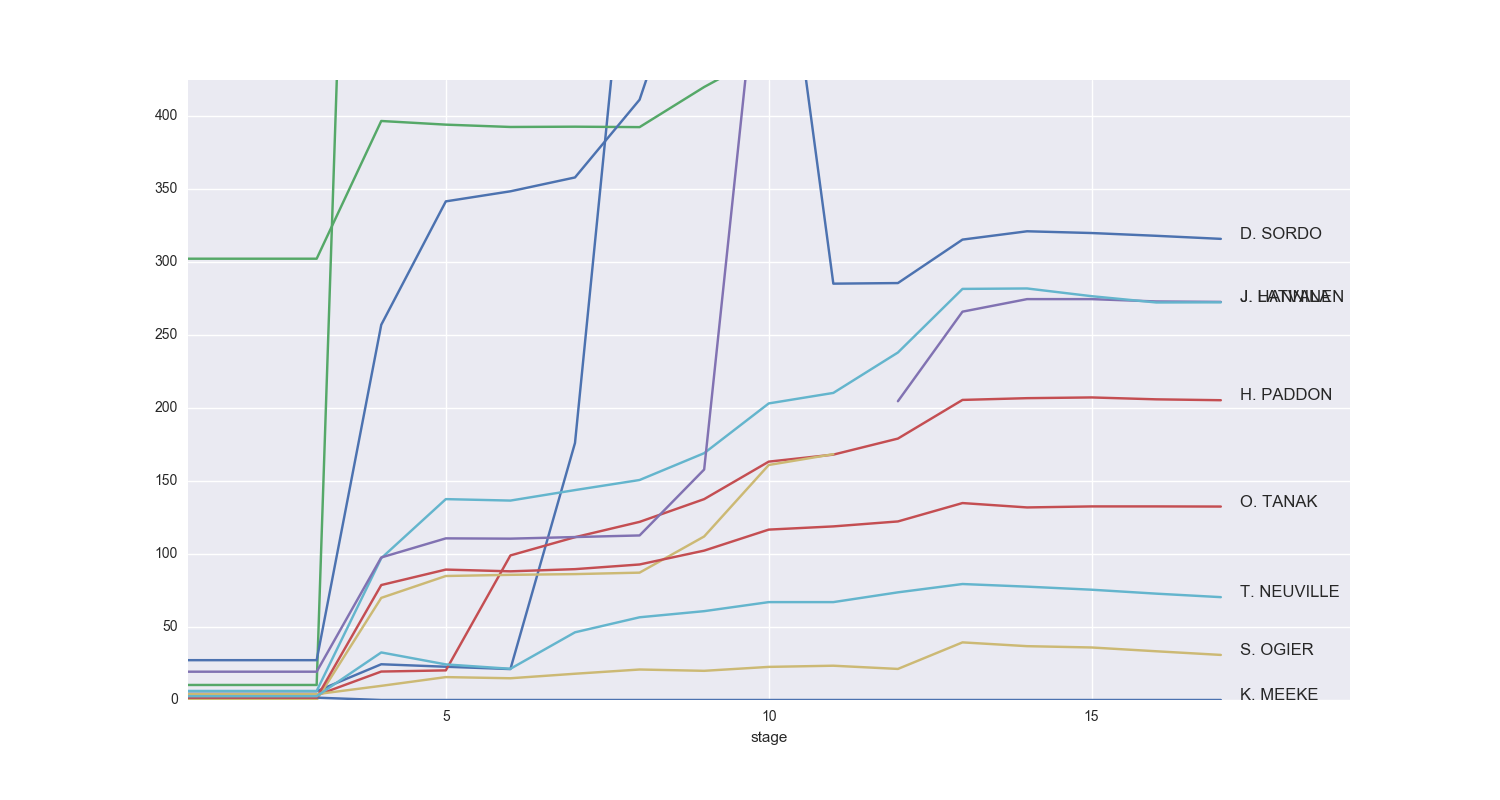 400
350
D. SORDO
300
250
200
H. PADDON
150
O. TANAK
100
T. NEUVILLE
50
S. OGIER
K. MEEKE
0
5 10 15
stage